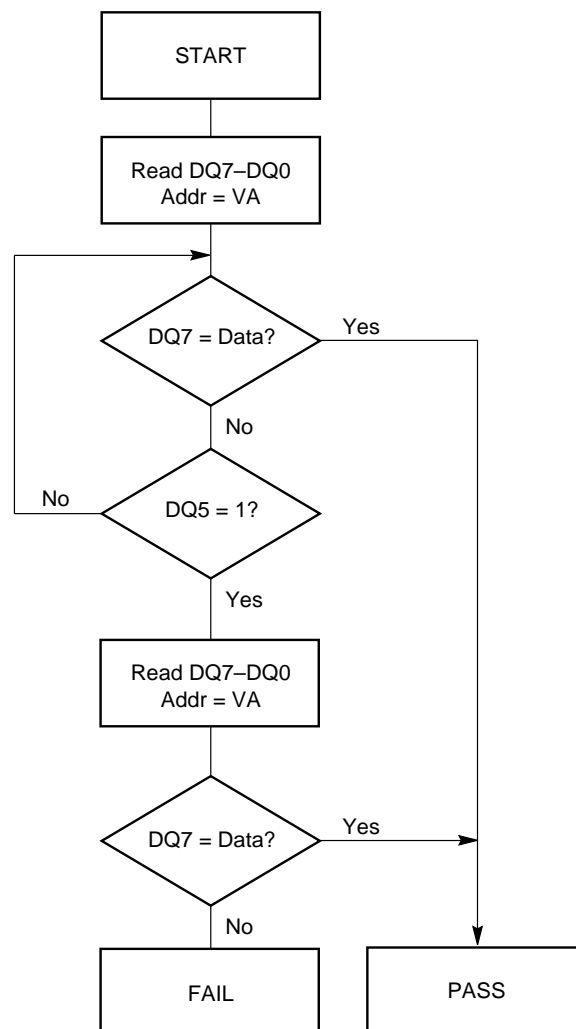 START
Read DQ7–DQ0
Addr = VA
DQ7 = Data?
Yes
No
No
DQ5 = 1?
Yes
Read DQ7–DQ0
Addr = VA
DQ7 = Data?
Yes
No
FAIL
PASS